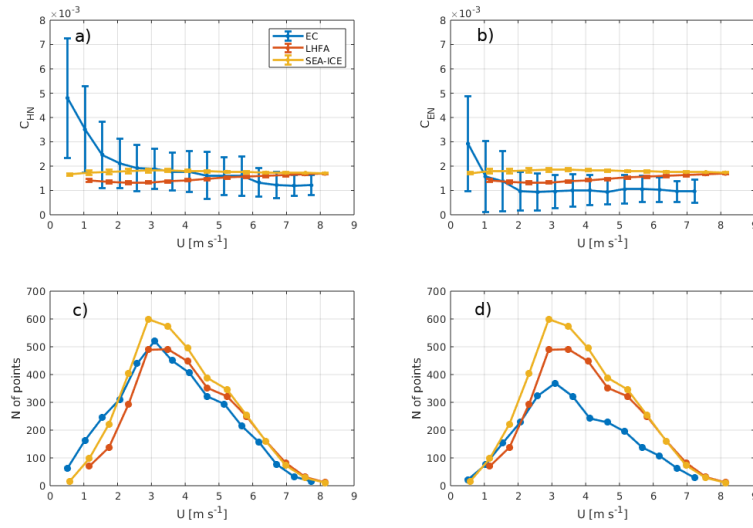 ×10⁻³
8
7
6
5
4
3
2
1
0
C_HN
a)
EC
LHFA
SEA-ICE
0 1 2 3 4 5 6 7 8 9
U [m s⁻¹]
×10⁻³
8
7
6
5
4
3
2
1
0
C_EN
b)
0 1 2 3 4 5 6 7 8 9
U [m s⁻¹]
700
600
500
400
300
200
100
0
N of points
c)
0 1 2 3 4 5 6 7 8 9
U [m s⁻¹]
700
600
500
400
300
200
100
0
N of points
d)
0 1 2 3 4 5 6 7 8 9
U [m s⁻¹]